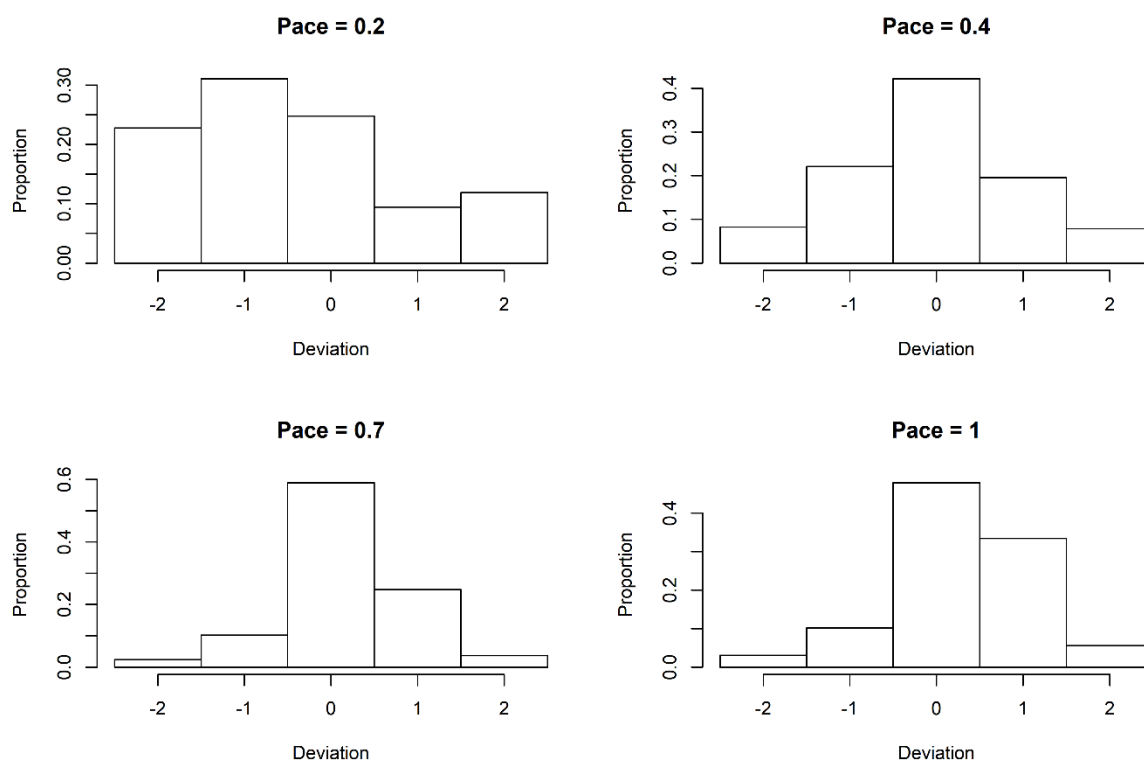 Pace = 0.2
Proportion
0.00
0.10
0.20
0.30
-2 -1 0 1 2
Deviation
Pace = 0.4
Proportion
0.0
0.1
0.2
0.3
0.4
-2 -1 0 1 2
Deviation
Pace = 0.7
Proportion
0.0
0.2
0.4
0.6
-2 -1 0 1 2
Deviation
Pace = 1
Proportion
0.0
0.2
0.4
-2 -1 0 1 2
Deviation